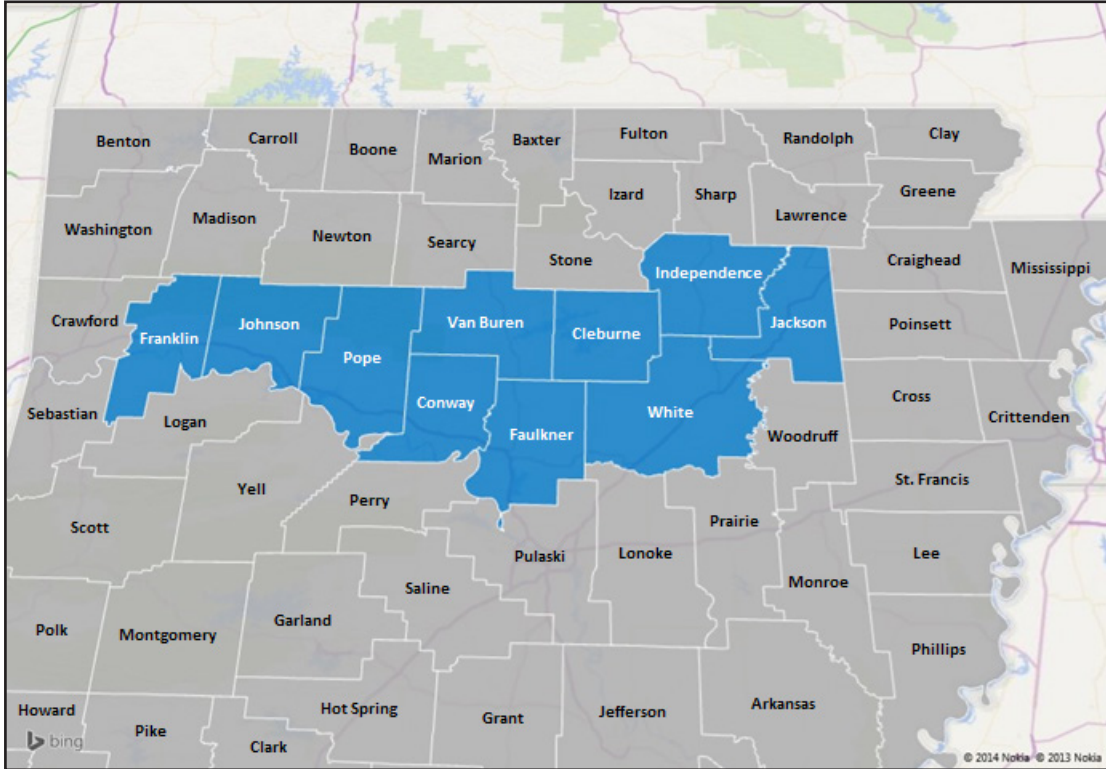 Benton
Carroll
Boone
Marion
Baxter
Fulton
Randolph
Clay
Izard
Sharp
Greene
Lawrence
Washington
Madison
Newton
Searcy
Stone
Independence
Craighead
Mississippi
Crawford
Franklin
Johnson
Van Buren
Cleburne
Jackson
Poinsett
Pope
Conway
White
Cross
Crittenden
Sebastian
Logan
Faulkner
Woodruff
Yell
Perry
St. Francis
Scott
Prairie
Pulaski
Lonoke
Lee
Saline
Monroe
Garland
Polk
Montgomery
Phillips
Howard
Hot Spring
Arkansas
Pike
Clark
Grant
Jefferson
bing
© 2014 Nokia © 2013 Nokia